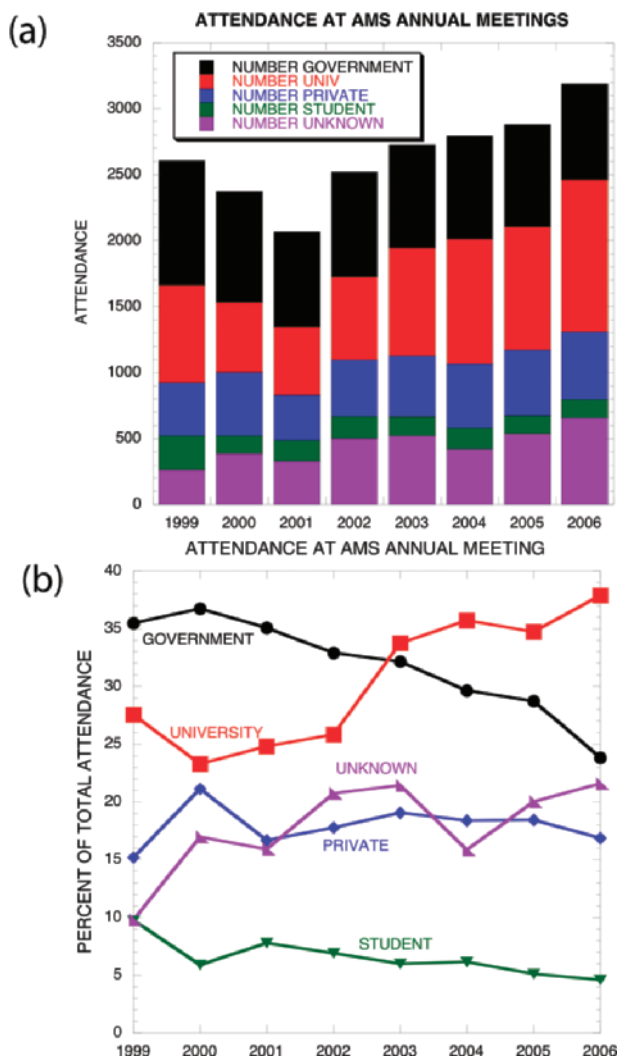 (a)
ATTENDANCE AT AMS ANNUAL MEETINGS
3500
3000
2500
2000
1500
1000
500
0
ATTENDANCE
NUMBER GOVERNMENT
NUMBER UNIV
NUMBER PRIVATE
NUMBER STUDENT
NUMBER UNKNOWN
1999 2000 2001 2002 2003 2004 2005 2006
(b)
ATTENDANCE AT AMS ANNUAL MEETING
40
35
30
25
20
15
10
5
0
PERCENT OF TOTAL ATTENDANCE
GOVERNMENT
UNIVERSITY
UNKNOWN
PRIVATE
STUDENT
1999 2000 2001 2002 2003 2004 2005 2006